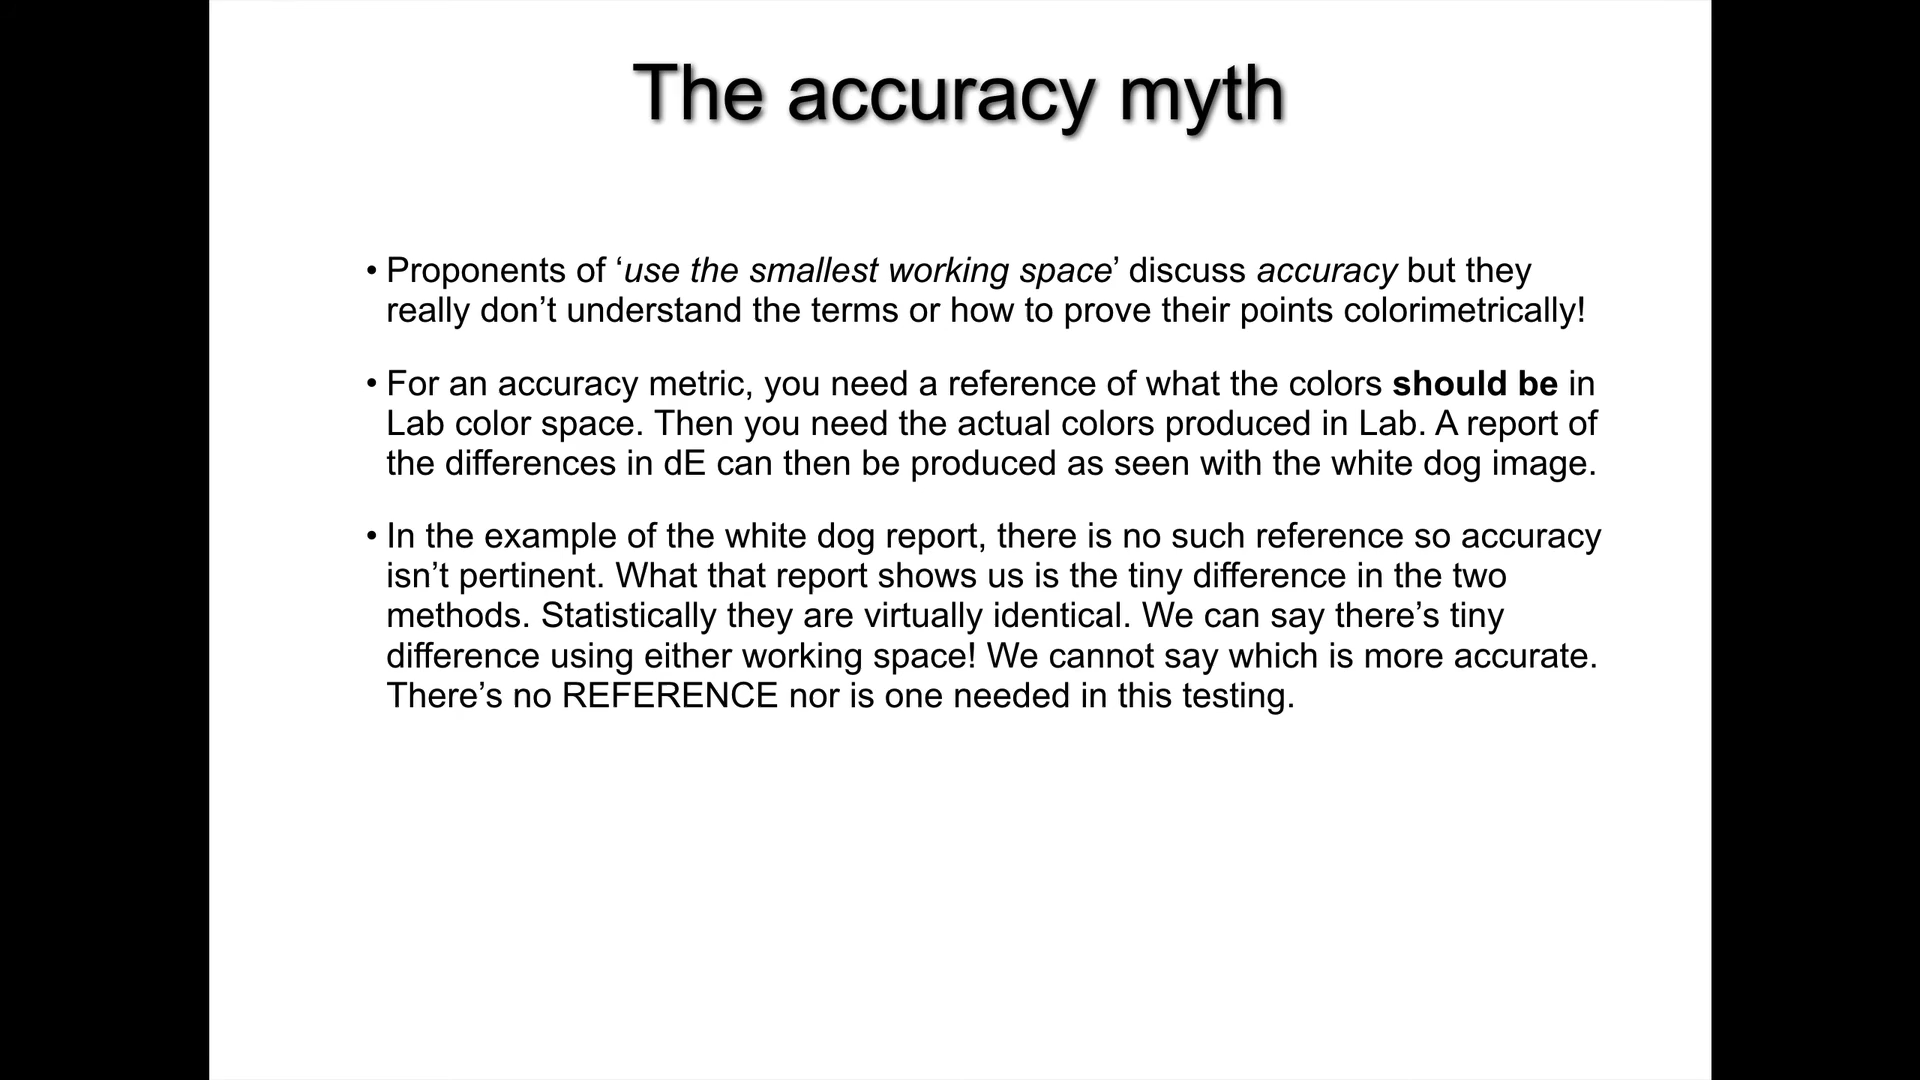 The accuracy myth
• Proponents of ‘use the smallest working space’ discuss accuracy but they
really don’t understand the terms or how to prove their points colorimetrically!
• For an accuracy metric, you need a reference of what the colors should be in
Lab color space. Then you need the actual colors produced in Lab. A report of
the differences in dE can then be produced as seen with the white dog image.
• In the example of the white dog report, there is no such reference so accuracy
isn’t pertinent. What that report shows us is the tiny difference in the two
methods. Statistically they are virtually identical. We can say there’s tiny
difference using either working space! We cannot say which is more accurate.
There’s no REFERENCE nor is one needed in this testing.